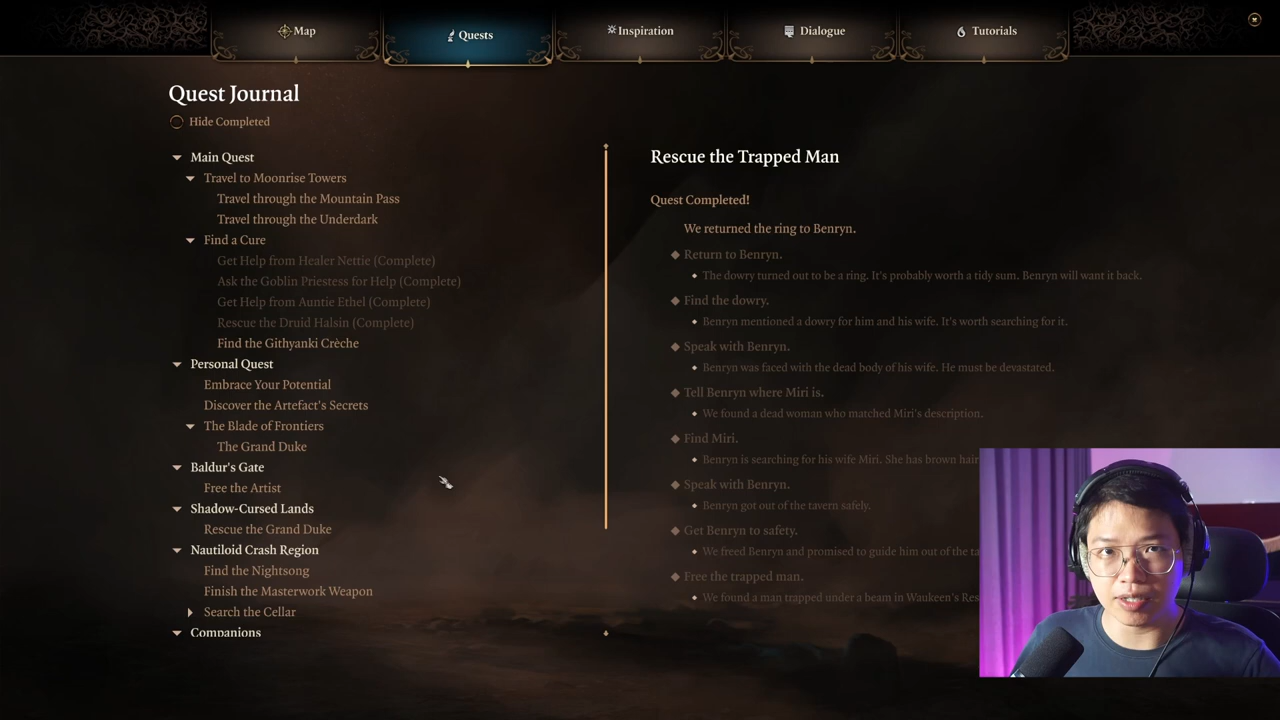 Map
Quests
Inspiration
Dialogue
Tutorials
Quest Journal
Hide Completed
Main Quest
Travel to Moonrise Towers
Travel through the Mountain Pass
Travel through the Underdark
Find a Cure
Get Help from Healer Nettie (Complete)
Ask the Goblin Priestess for Help (Complete)
Get Help from Auntie Ethel (Complete)
Rescue the Druid Halsin (Complete)
Find the Githyanki Crèche
Personal Quest
Embrace Your Potential
Discover the Artefact's Secrets
The Blade of Frontiers
The Grand Duke
Baldur's Gate
Free the Artist
Shadow-Cursed Lands
Rescue the Grand Duke
Nautiloid Crash Region
Find the Nightsong
Finish the Masterwork Weapon
Search the Cellar
Companions
Rescue the Trapped Man
Quest Completed!
We returned the ring to Benryn.
Return to Benryn.
The dowry turned out to be a ring. It's probably worth a tidy sum. Benryn will want it back.
Find the dowry.
Benryn mentioned a dowry for him and his wife. It's worth searching for it.
Speak with Benryn.
Benryn was faced with the dead body of his wife. He must be devastated.
Tell Benryn where Miri is.
We found a dead woman who matched Miri's description.
Find Miri.
Benryn is searching for his wife Miri. She has brown hair
Speak with Benryn.
Benryn got out of the tavern safely.
Get Benryn to safety.
We freed Benryn and promised to guide him out of the ta
Free the trapped man.
We found a man trapped under a beam in Waukeen's Res